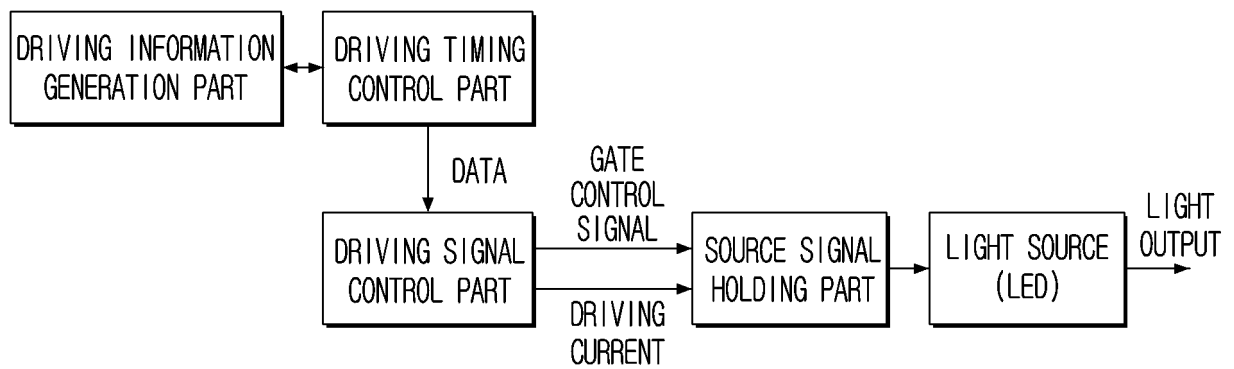 DRIVING INFORMATION
GENERATION PART
DRIVING TIMING
CONTROL PART
DATA
GATE
CONTROL
SIGNAL
DRIVING SIGNAL
CONTROL PART
DRIVING
CURRENT
SOURCE SIGNAL
HOLDING PART
LIGHT SOURCE
(LED)
LIGHT
OUTPUT